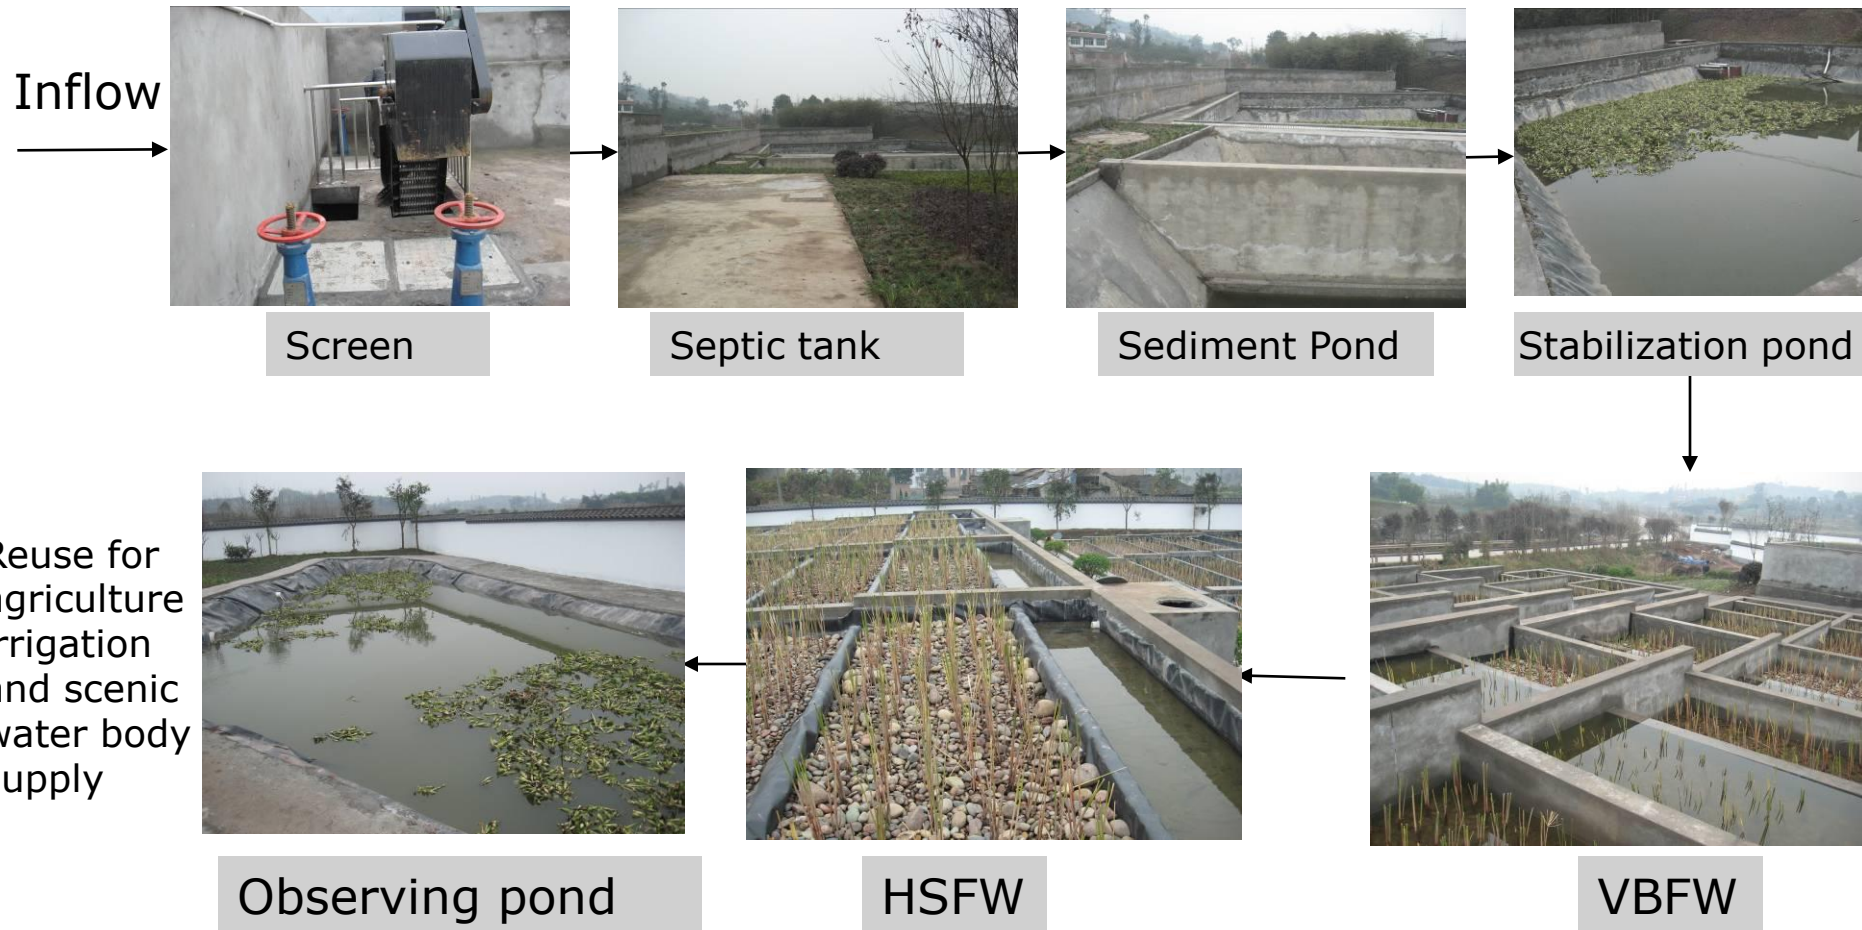 Inflow
Screen
Septic tank
Sediment Pond
Stabilization pond
Reuse for
agriculture
irrigation
and scenic
water body
supply
Observing pond
HSFW
VBFW